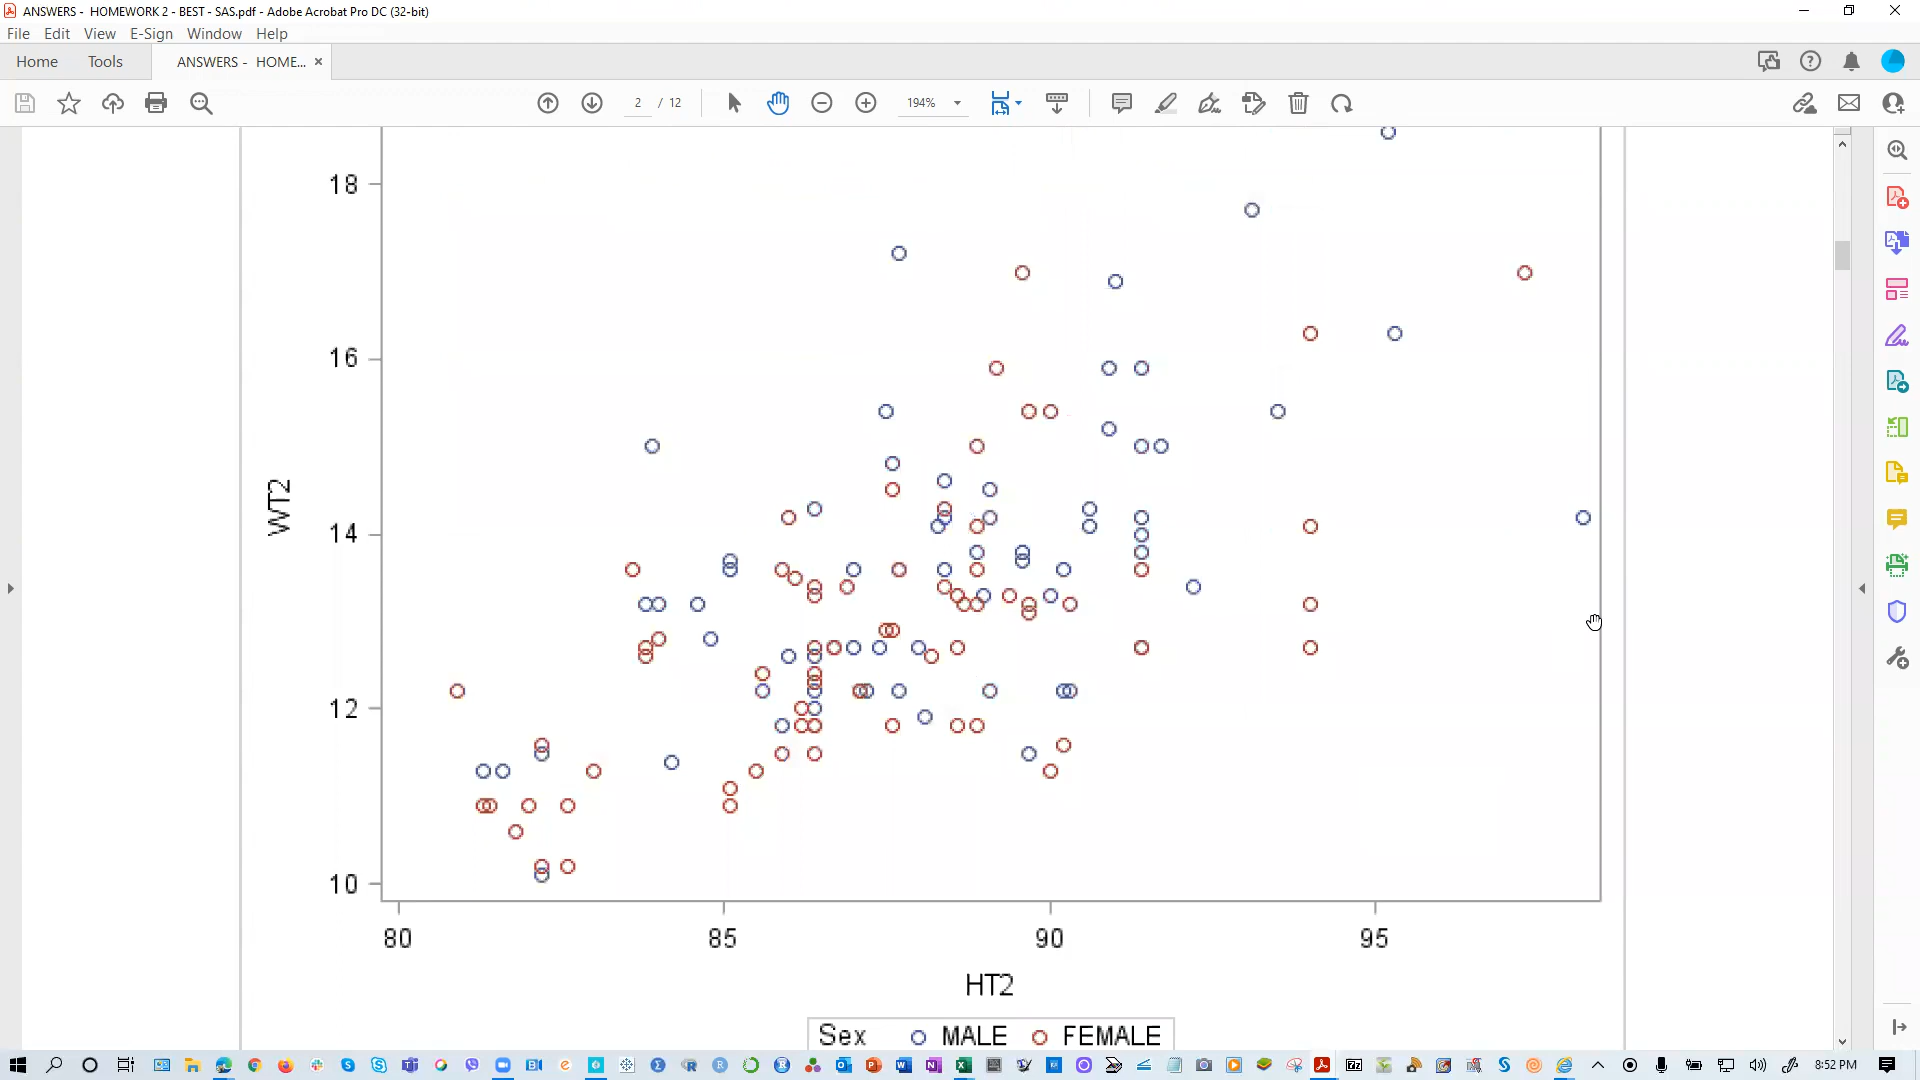 ANSWERS - HOMEWORK 2 - BEST - SAS.pdf - Adobe Acrobat Pro DC (32-bit)
File Edit View E-Sign Window Help
Home Tools ANSWERS - HOME... ×
2 / 12 194%
18
16
14
12
10
WT2
80 85 90 95
HT2
Sex MALE FEMALE
8:52 PM